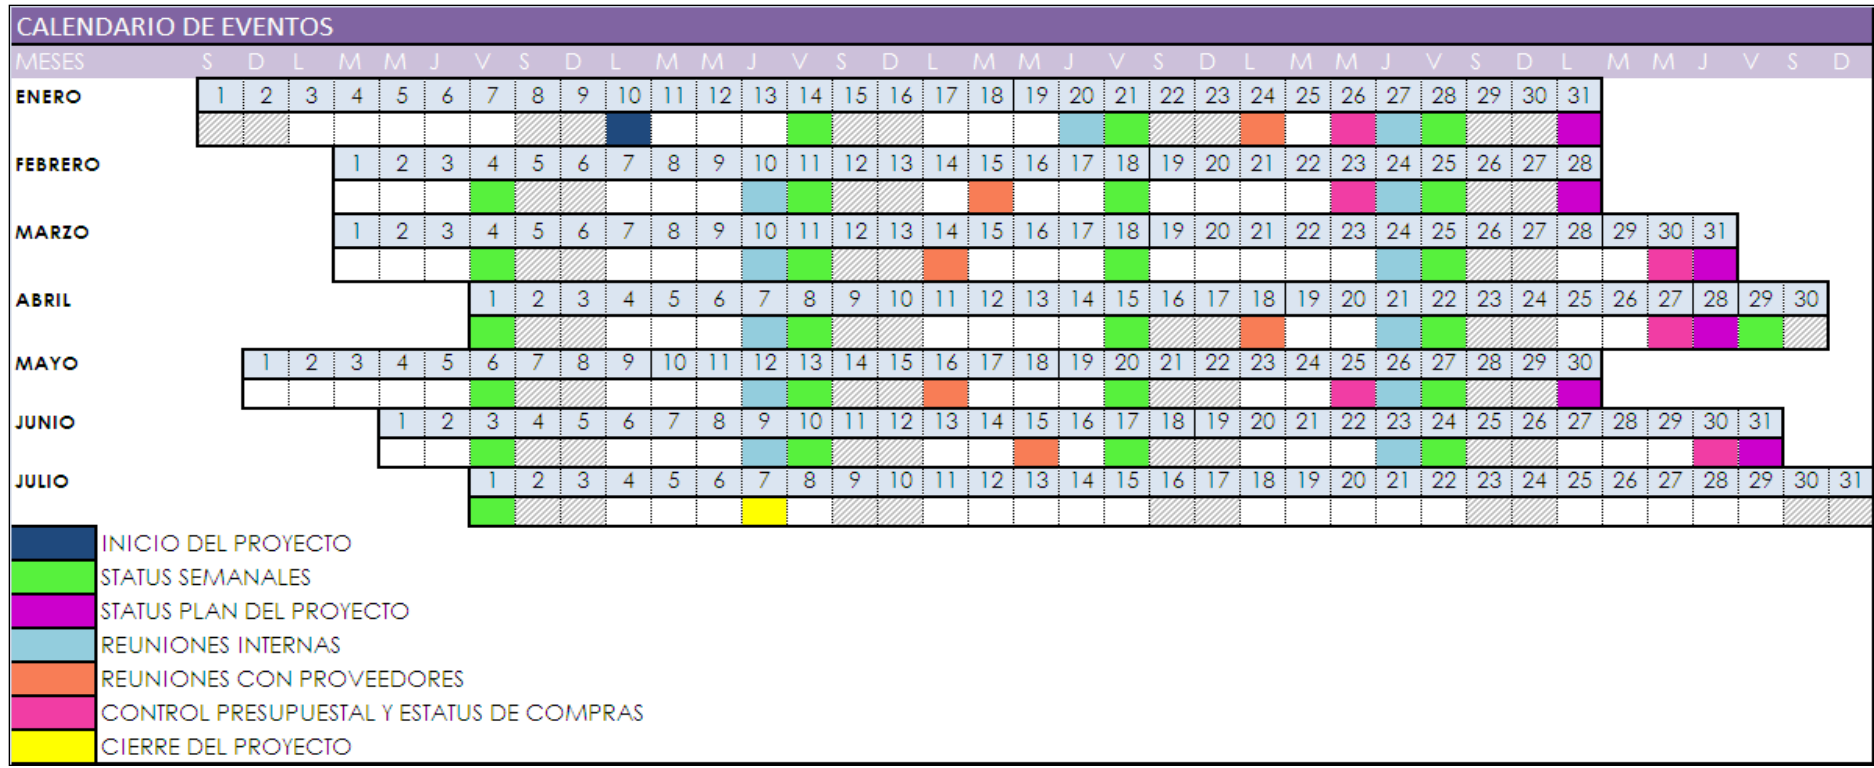 CALENDARIO DE EVENTOS
MESES S D L M M J V S D L M M J V S D L M M J V S D L M M J V S D L M M J V S D
ENERO 1 2 3 4 5 6 7 8 9 10 11 12 13 14 15 16 17 18 19 20 21 22 23 24 25 26 27 28 29 30 31
FEBRERO 1 2 3 4 5 6 7 8 9 10 11 12 13 14 15 16 17 18 19 20 21 22 23 24 25 26 27 28
MARZO 1 2 3 4 5 6 7 8 9 10 11 12 13 14 15 16 17 18 19 20 21 22 23 24 25 26 27 28 29 30 31
ABRIL 1 2 3 4 5 6 7 8 9 10 11 12 13 14 15 16 17 18 19 20 21 22 23 24 25 26 27 28 29 30
MAYO 1 2 3 4 5 6 7 8 9 10 11 12 13 14 15 16 17 18 19 20 21 22 23 24 25 26 27 28 29 30
JUNIO 1 2 3 4 5 6 7 8 9 10 11 12 13 14 15 16 17 18 19 20 21 22 23 24 25 26 27 28 29 30 31
JULIO 1 2 3 4 5 6 7 8 9 10 11 12 13 14 15 16 17 18 19 20 21 22 23 24 25 26 27 28 29 30 31
INICIO DEL PROYECTO
STATUS SEMANALES
STATUS PLAN DEL PROYECTO
REUNIONES INTERNAS
REUNIONES CON PROVEEDORES
CONTROL PRESUPUESTAL Y ESTATUS DE COMPRAS
CIERRE DEL PROYECTO